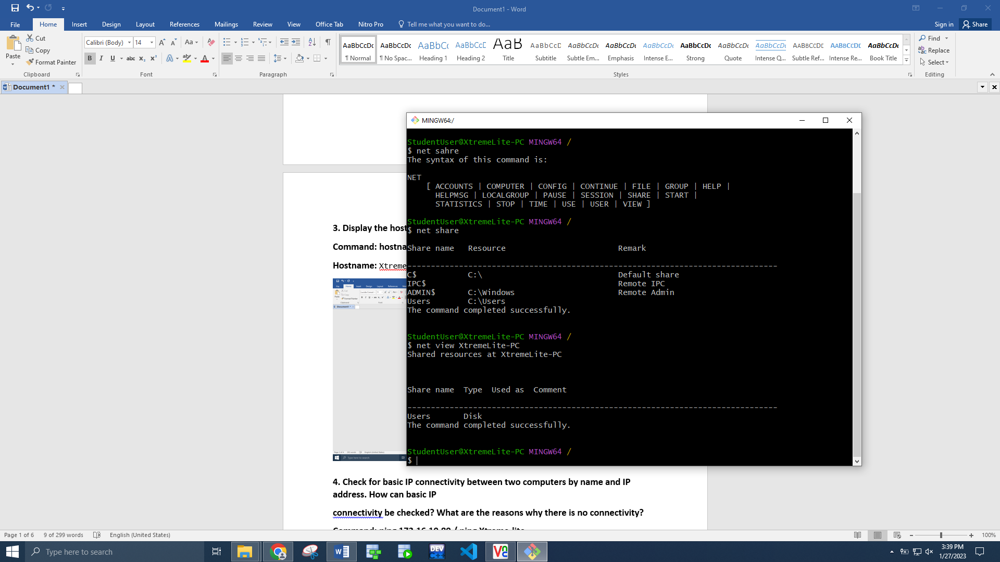 Document1 - Word
File Home Insert Design Layout References Mailings Review View Office Tab Nitro Pro Tell me what you want to do... Sign in Share
Paste
Cut
Copy
Format Painter
Clipboard
Calibri (Body) 14
Font
Paragraph
AaBbCcDc AaBbCcDc AaBbCc AaBbCcD AaB AaBbCcD AaBbCcDc AaBbCcDc AaBbCcDc AaBbCcDc AaBbCcDc AaBbCcDc AABBCCDD AABBCCDD AaBbCcDc
¶ Normal ¶ No Spac... Heading 1 Heading 2 Title Subtitle Subtle Em... Emphasis Intense E... Strong Quote Intense Q... Subtle Ref... Intense Re... Book Title
Styles
Find
Replace
Select
Editing
Document1 *
3. Display the host
Command: hostna
Hostname: Xtreme
4. Check for basic IP connectivity between two computers by name and IP
address. How can basic IP
connectivity be checked? What are the reasons why there is no connectivity?
MINGW64:/
StudentUser@XtremeLite-PC MINGW64 /
$ net sahre
The syntax of this command is:
NET
[ ACCOUNTS | COMPUTER | CONFIG | CONTINUE | FILE | GROUP | HELP |
HELPMSG | LOCALGROUP | PAUSE | SESSION | SHARE | START |
STATISTICS | STOP | TIME | USE | USER | VIEW ]
StudentUser@XtremeLite-PC MINGW64 /
$ net share
Share name Resource Remark
-------------------------------------------------------------------------------
C$ C:\ Default share
IPC$ Remote IPC
ADMIN$ C:\Windows Remote Admin
Users C:\Users
The command completed successfully.
StudentUser@XtremeLite-PC MINGW64 /
$ net view XtremeLite-PC
Shared resources at XtremeLite-PC
Share name Type Used as Comment
-------------------------------------------------------------------------------
Users Disk
The command completed successfully.
StudentUser@XtremeLite-PC MINGW64 /
$
Page 1 of 6 9 of 299 words English (United States) 100%
Type here to search
3:39 PM
1/27/2023